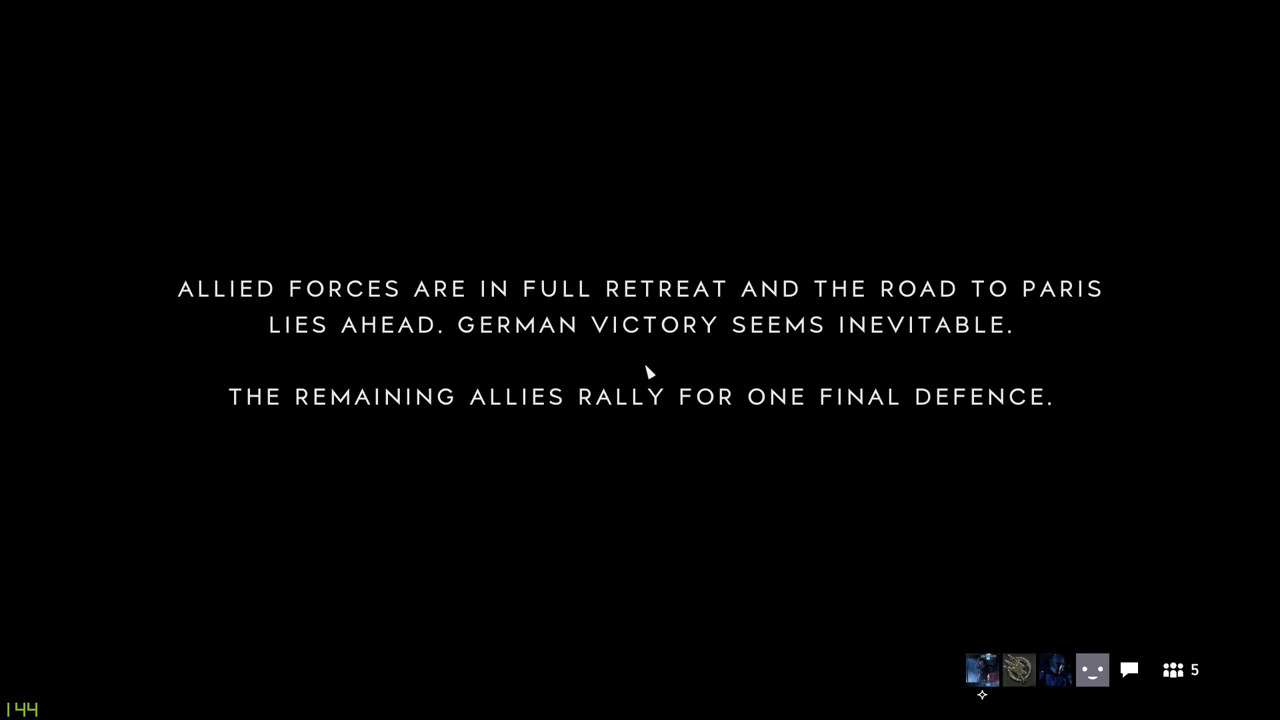 ALLIED FORCES ARE IN FULL RETREAT AND THE ROAD TO PARIS
LIES AHEAD. GERMAN VICTORY SEEMS INEVITABLE.
THE REMAINING ALLIES RALLY FOR ONE FINAL DEFENCE.
5
144